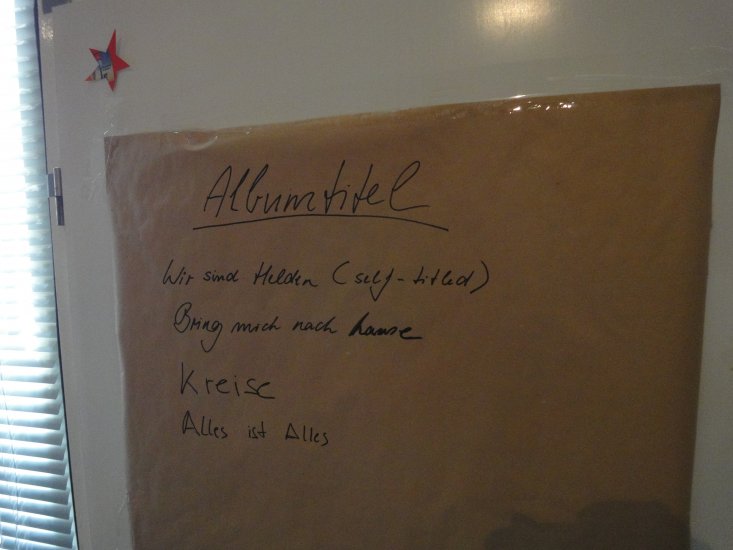 Albumtitel
Wir sind Helden (self-titled)
Bring mich nach hause
Kreise
Alles ist Alles